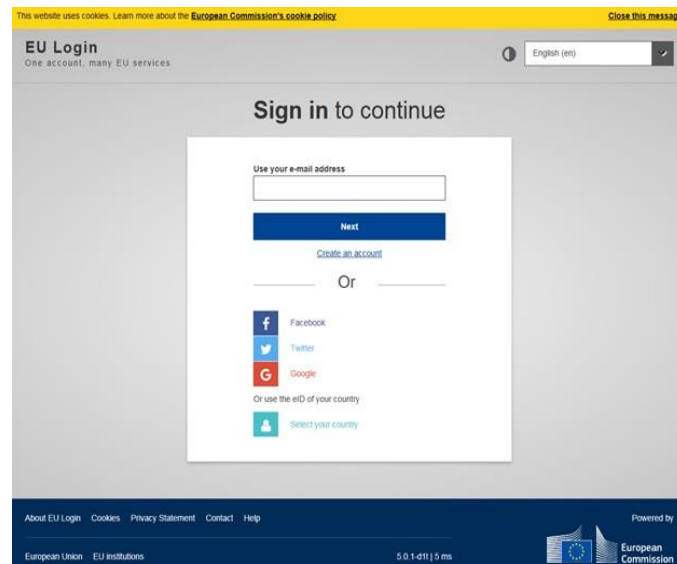 This website uses cookies. Learn more about the European Commission's cookie policy
Close this messag
EU Login
One account, many EU services
English (en)
Sign in to continue
Use your e-mail address
Next
Create an account
Or
Facebook
Twitter
Google
Or use the eID of your country
Select your country
About EU Login Cookies Privacy Statement Contact Help
Powered by
European Union EU institutions
5.0.1-d1t | 5 ms
European
Commission